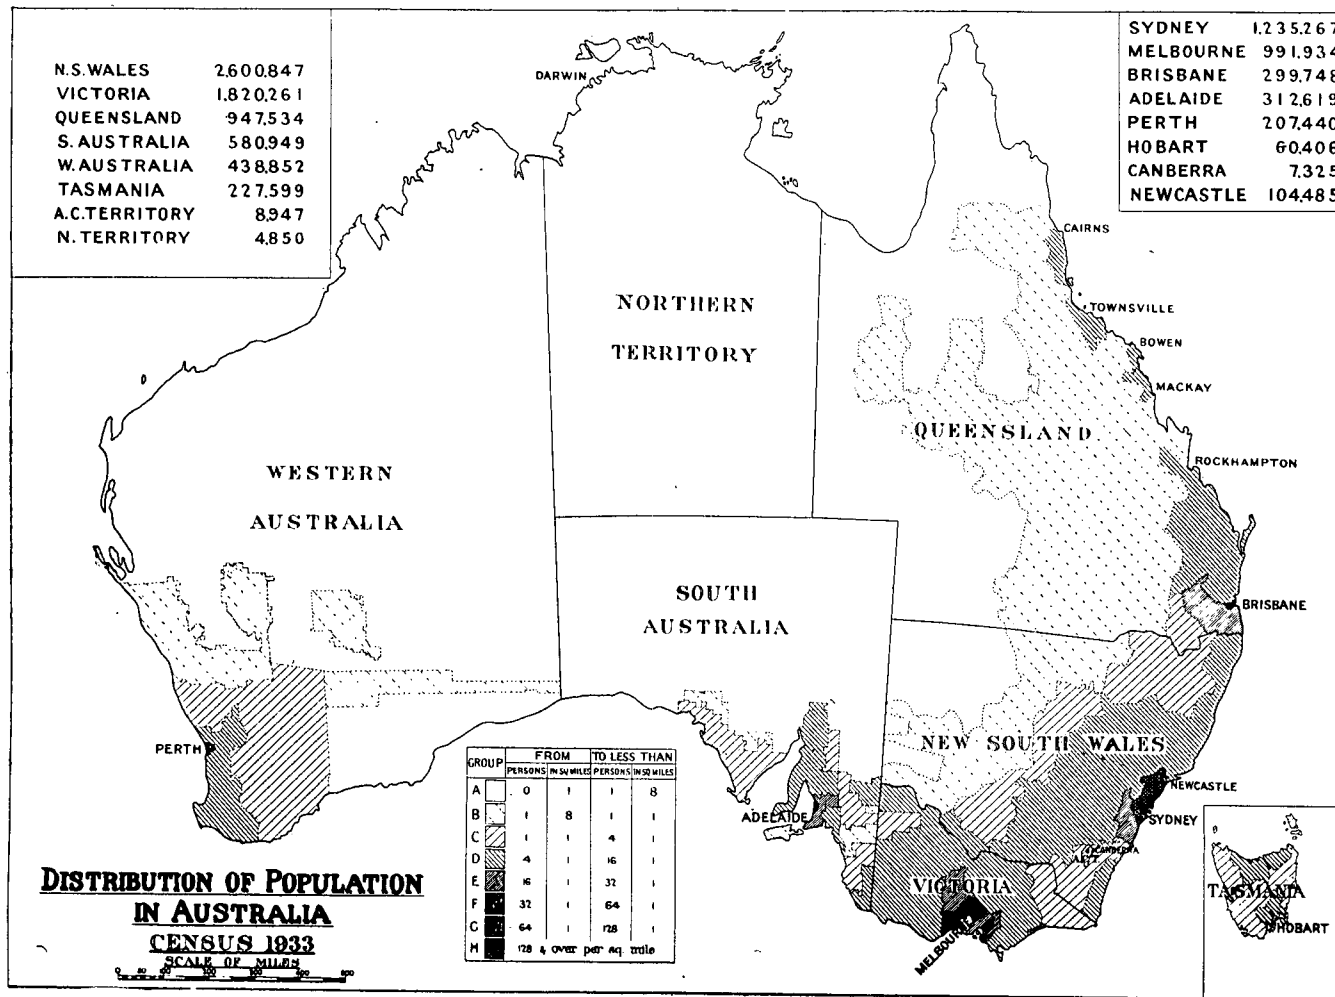 N.S.WALES 2,600,847
VICTORIA 1,820,261
QUEENSLAND 947,534
S. AUSTRALIA 580,949
W. AUSTRALIA 438,852
TASMANIA 227,599
A.C. TERRITORY 8,947
N. TERRITORY 4,850
SYDNEY 1,235,267
MELBOURNE 991,934
BRISBANE 299,748
ADELAIDE 312,619
PERTH 207,440
HOBART 60,406
CANBERRA 7,325
NEWCASTLE 104,485
DARWIN
CAIRNS
NORTHERN
TERRITORY
TOWNSVILLE
BOWEN
MACKAY
QUEENSLAND
ROCKHAMPTON
WESTERN
AUSTRALIA
SOUTH
AUSTRALIA
BRISBANE
NEW SOUTH WALES
PERTH
NEWCASTLE
SYDNEY
ADELAIDE
CANBERRA
VICTORIA
MELBOURNE
TASMANIA
HOBART
GROUP FROM TO LESS THAN
PERSONS IN SQ MILES PERSONS IN SQ MILES
A 0 1 1 8
B 1 8 1 1
C 1 1 4 1
D 4 1 16 1
E 16 1 32 1
F 32 1 64 1
G 64 1 128 1
H 128 & over per sq. mile
DISTRIBUTION OF POPULATION
IN AUSTRALIA
CENSUS 1933
SCALE OF MILES